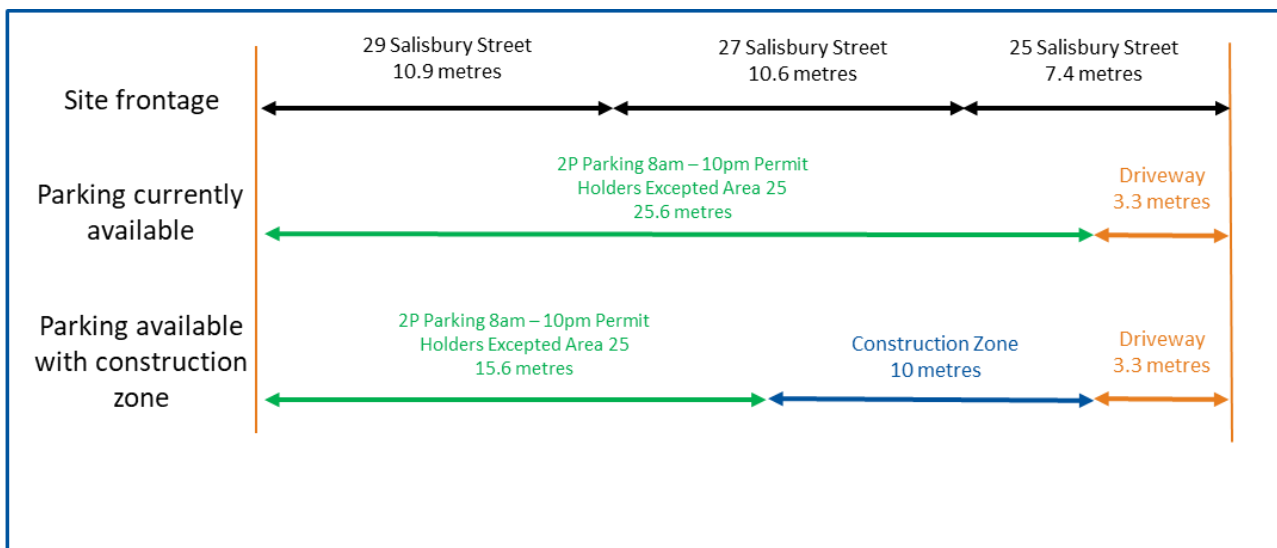 29 Salisbury Street
10.9 metres
27 Salisbury Street
10.6 metres
25 Salisbury Street
7.4 metres
Site frontage
2P Parking 8am – 10pm Permit
Holders Excepted Area 25
25.6 metres
Driveway
3.3 metres
Parking currently
available
2P Parking 8am – 10pm Permit
Holders Excepted Area 25
15.6 metres
Construction Zone
10 metres
Driveway
3.3 metres
Parking available
with construction
zone